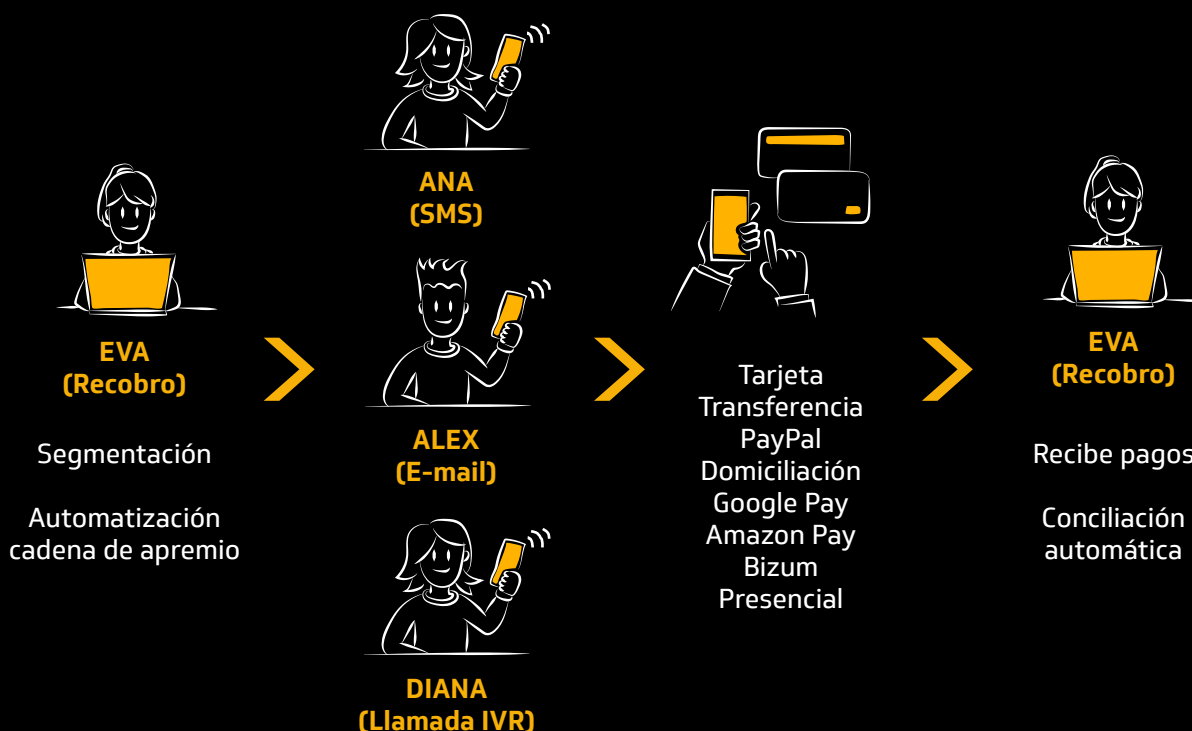 EVA
(Recobro)
Segmentación
Automatización
cadena de apremio
ANA
(SMS)
ALEX
(E-mail)
DIANA
(Llamada IVR)
Tarjeta
Transferencia
PayPal
Domiciliación
Google Pay
Amazon Pay
Bizum
Presencial
EVA
(Recobro)
Recibe pagos
Conciliación
automática